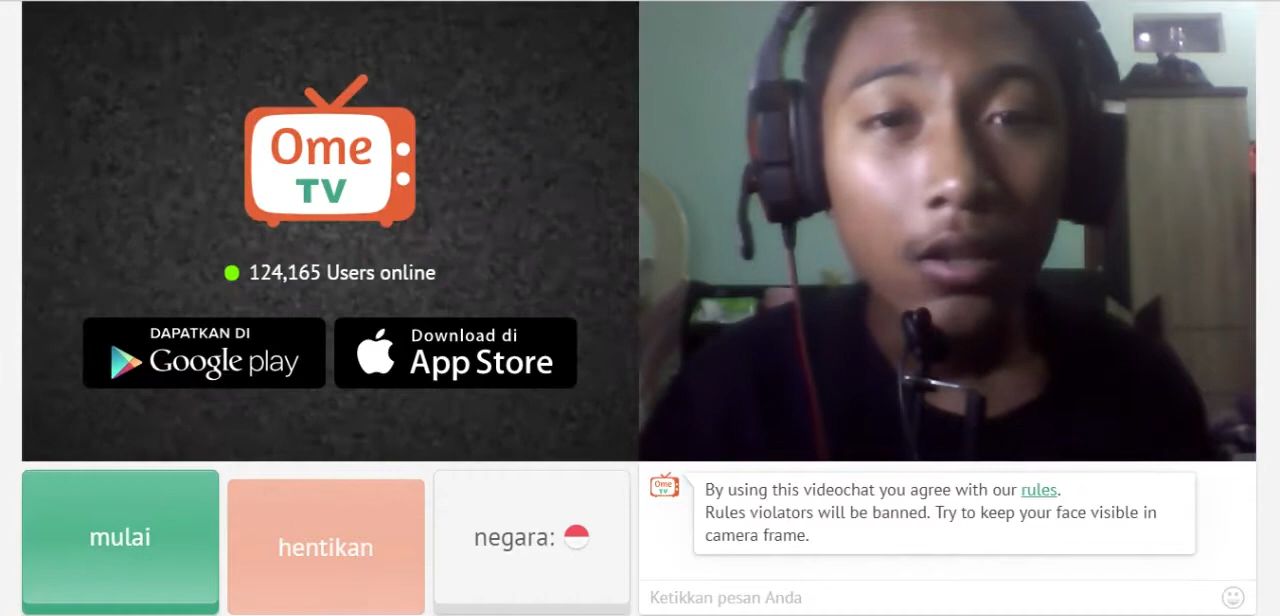 Ome
TV
124,165 Users online
DAPATKAN DI
Google play
Download di
App Store
mulai
hentikan
negara:
Ome
TV
By using this videochat you agree with our rules.
Rules violators will be banned. Try to keep your face visible in
camera frame.
Ketikkan pesan Anda